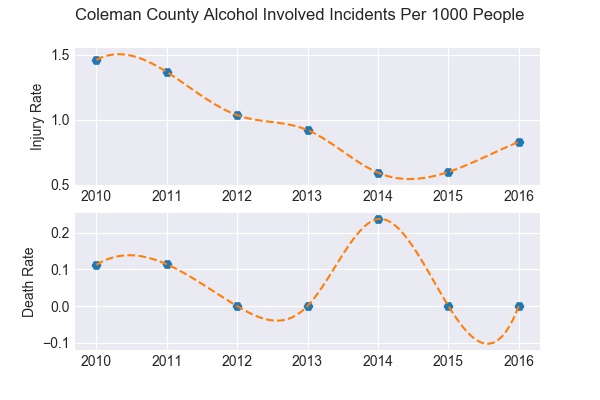 Coleman County Alcohol Involved Incidents Per 1000 People
Injury Rate
1.5
1.0
0.5
2010 2011 2012 2013 2014 2015 2016
Death Rate
0.2
0.1
0.0
−0.1
2010 2011 2012 2013 2014 2015 2016